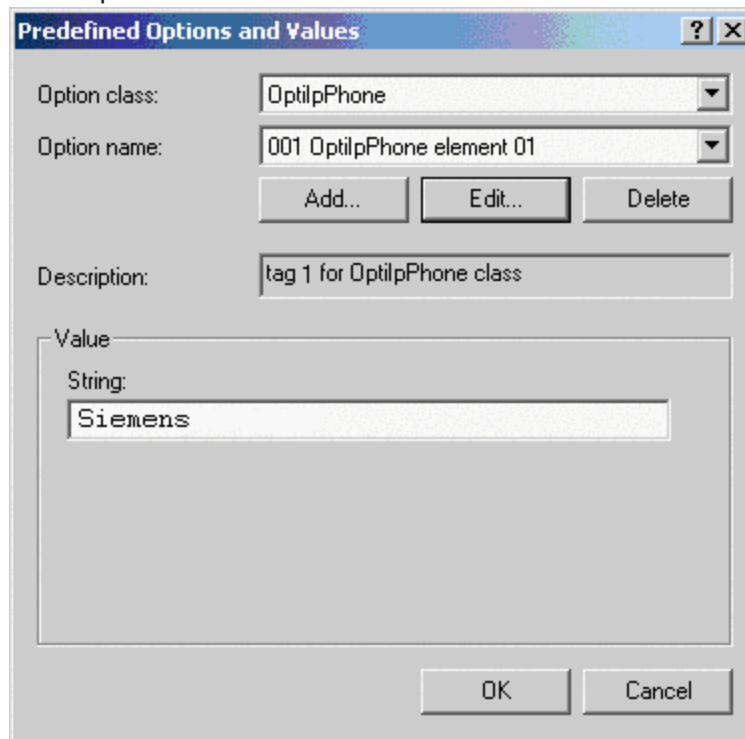 Predefined Options and Values
Option class: OptiIpPhone
Option name: 001 OptiIpPhone element 01
Add... Edit... Delete
Description: tag 1 for OptiIpPhone class
Value
String:
Siemens
OK Cancel